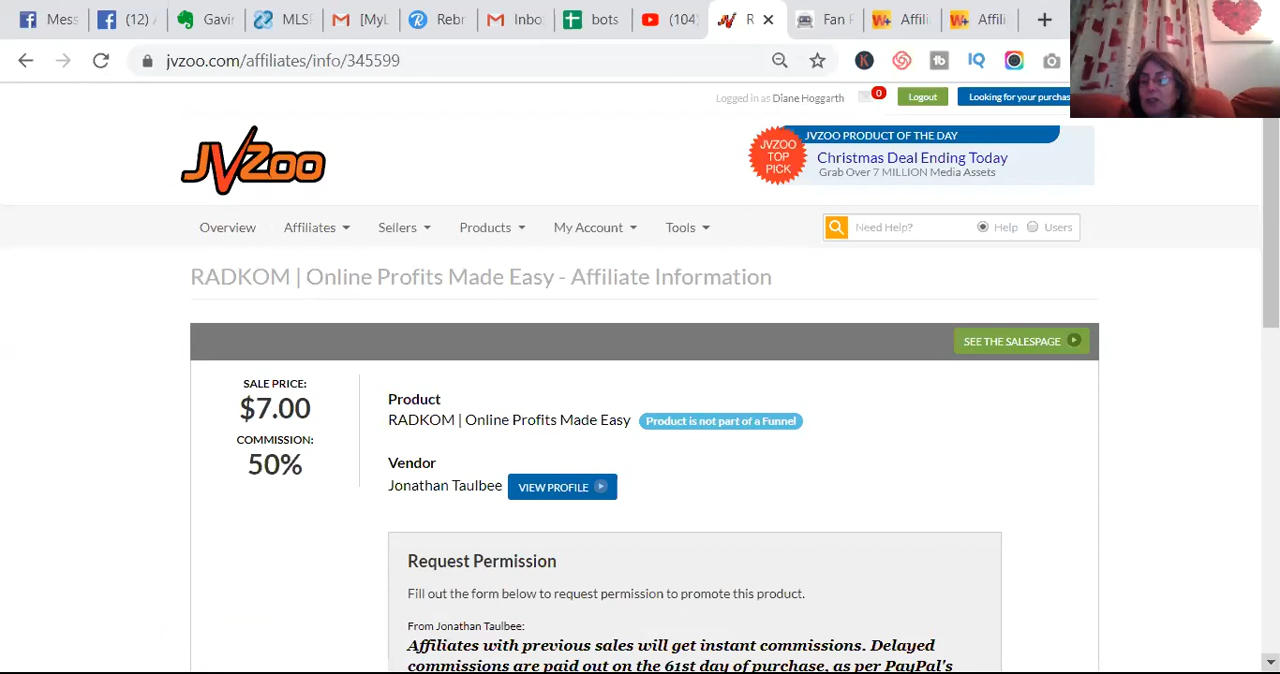 Mess (12) Gavi MLS [MyL Rebr Inbo bots (104) R Fan Affili Affili
jvzoo.com/affiliates/info/345599
Logged in as Diane Hoggarth 0 Logout Looking for your purchas
JVZoo
JVZOO TOP PICK
JVZOO PRODUCT OF THE DAY
Christmas Deal Ending Today
Grab Over 7 MILLION Media Assets
Overview Affiliates Sellers Products My Account Tools Need Help? Help Users
RADKOM | Online Profits Made Easy - Affiliate Information
SEE THE SALESPAGE
SALE PRICE:
$7.00
COMMISSION:
50%
Product
RADKOM | Online Profits Made Easy Product is not part of a Funnel
Vendor
Jonathan Taulbee VIEW PROFILE
Request Permission
Fill out the form below to request permission to promote this product.
From Jonathan Taulbee:
Affiliates with previous sales will get instant commissions. Delayed
commissions are paid out on the 61st day of purchase, as per PayPal's